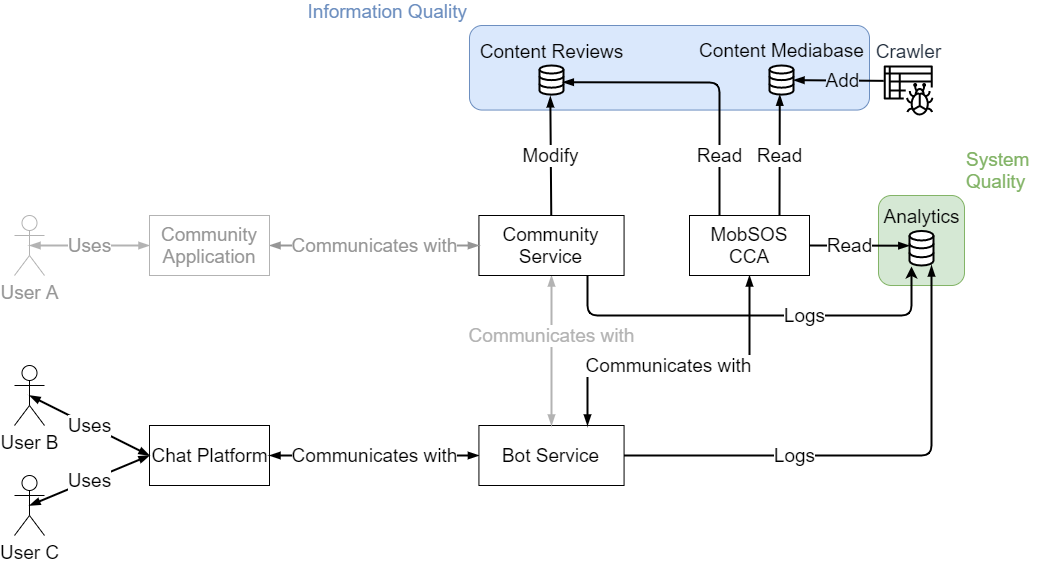 Information Quality
Content Reviews
Content Mediabase
Crawler
Add
Modify
Read
Read
System
Quality
Analytics
Uses
Community
Application
Communicates with
Community
Service
MobSOS
CCA
Read
User A
Logs
Communicates with
Communicates with
Uses
User B
Chat Platform
Communicates with
Bot Service
Logs
Uses
User C